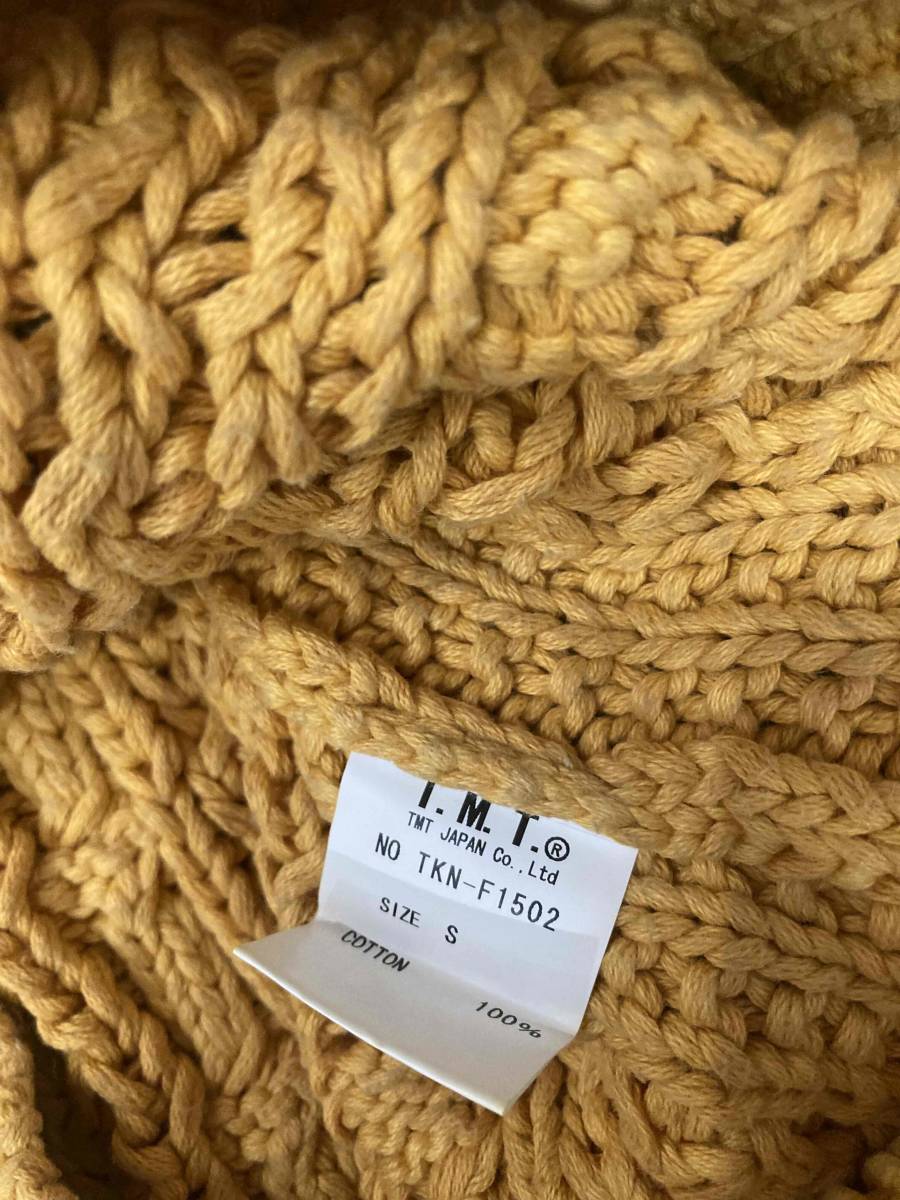 T.M.T.®
TMT JAPAN Co.,Ltd
NO TKN-F1502
SIZE S
COTTON 100%